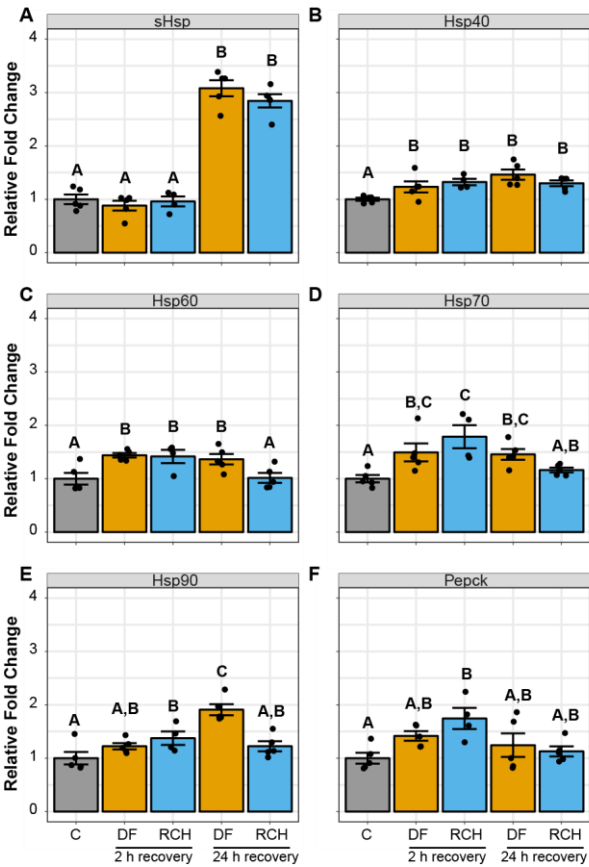 A
sHsp
B
Hsp40
Relative Fold Change
4
3
2
1
0
A
A
A
B
B
A
B
B
B
B
C
Hsp60
D
Hsp70
Relative Fold Change
4
3
2
1
0
A
B
B
B
A
A
B,C
C
B,C
A,B
E
Hsp90
F
Pepck
Relative Fold Change
4
3
2
1
0
A
A,B
B
C
A,B
A
A,B
B
A,B
A,B
C DF RCH DF RCH C DF RCH DF RCH
2 h recovery 24 h recovery 2 h recovery 24 h recovery